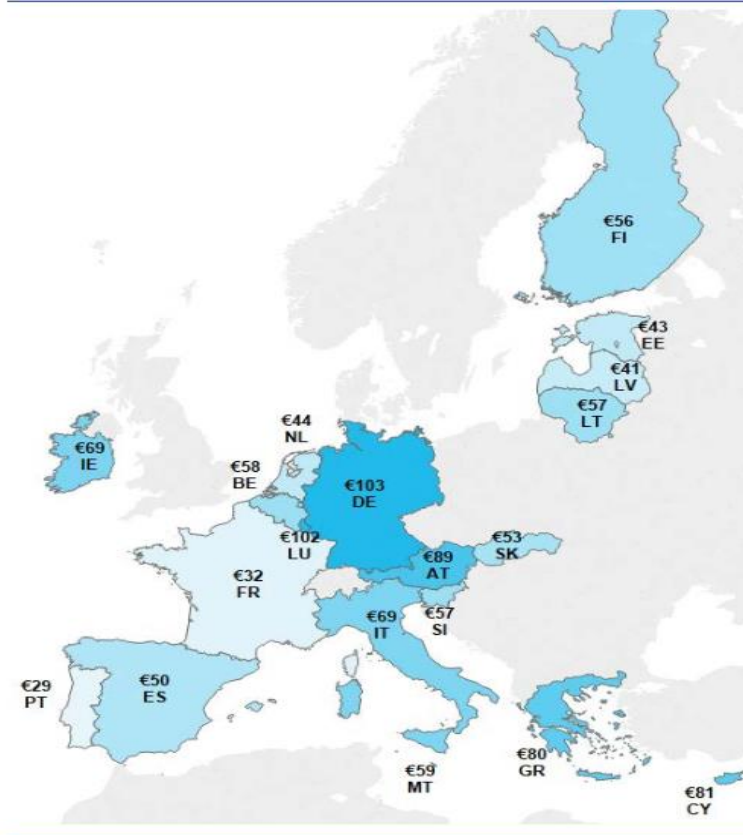 €56
FI
€43
EE
€41
LV
€57
LT
€69
IE
€44
NL
€58
BE
€103
DE
€102
LU
€53
SK
€89
AT
€32
FR
€69
IT
€57
SI
€50
ES
€29
PT
€59
MT
€80
GR
€81
CY